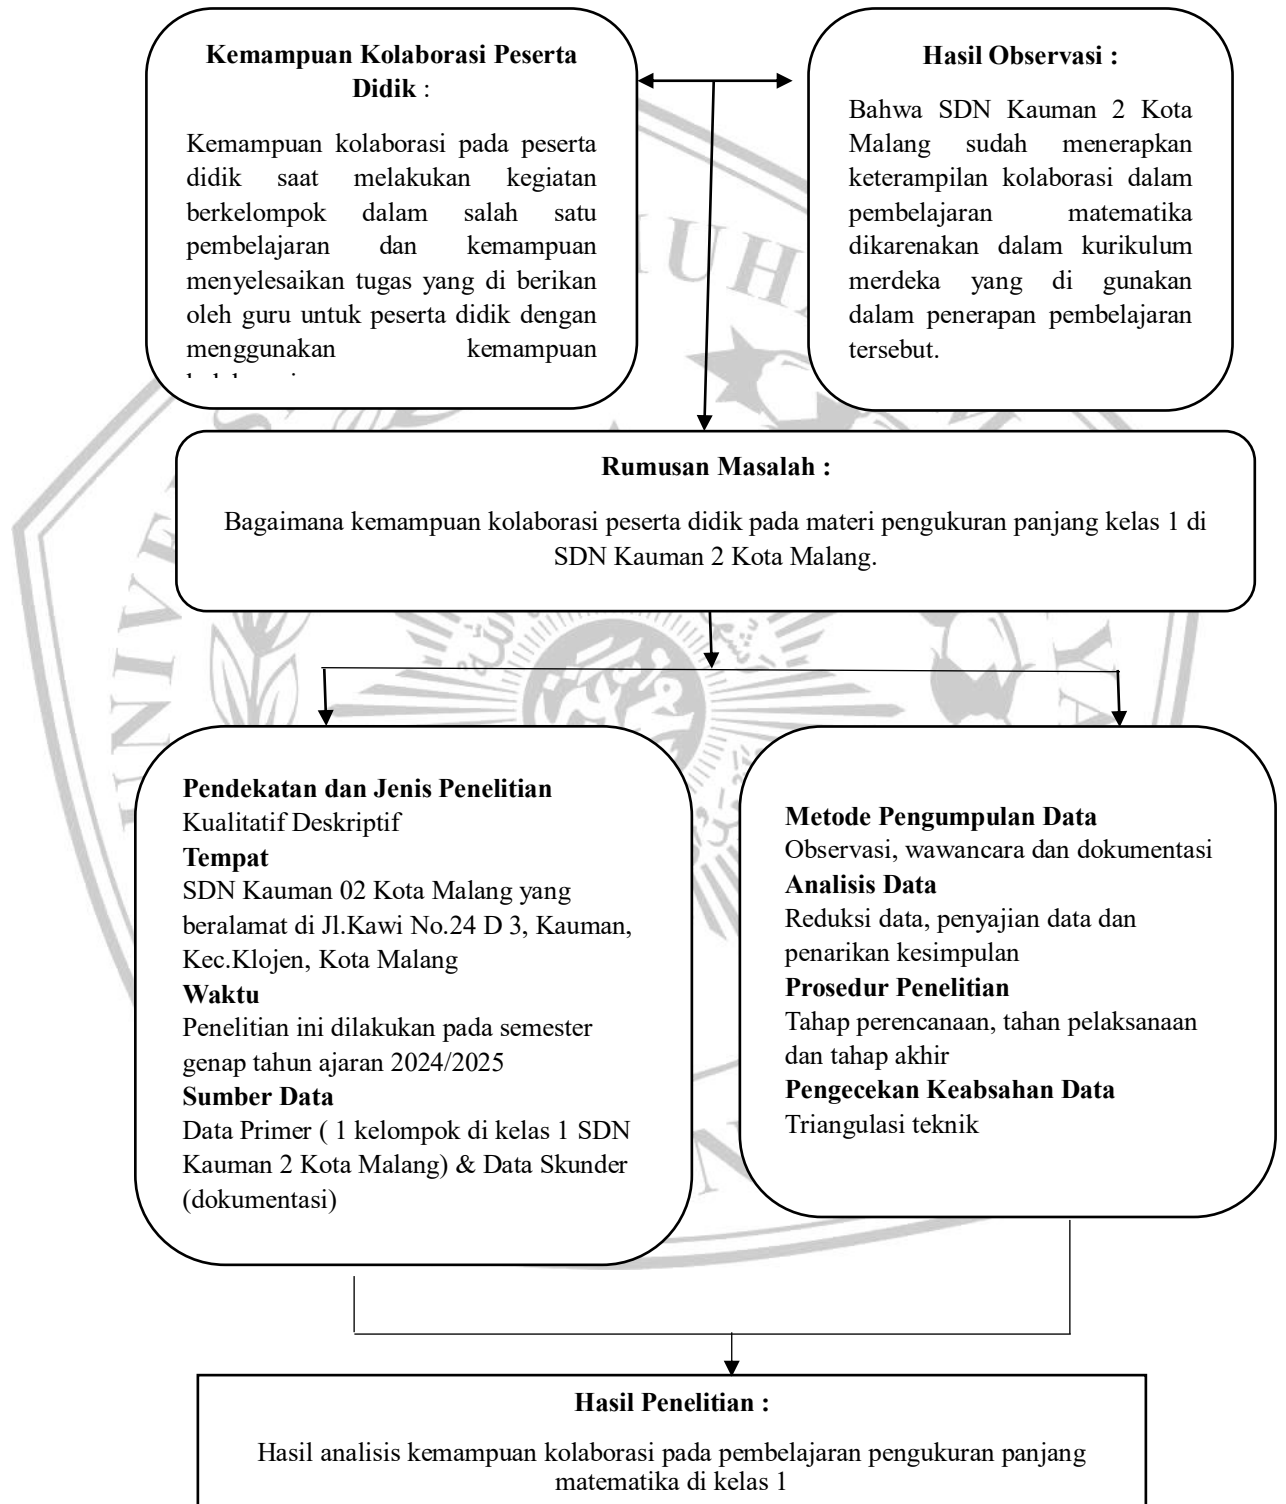 Kemampuan Kolaborasi Peserta
Didik :
Kemampuan kolaborasi pada peserta
didik saat melakukan kegiatan
berkelompok dalam salah satu
pembelajaran dan kemampuan
menyelesaikan tugas yang di berikan
oleh guru untuk peserta didik dengan
menggunakan kemampuan
Hasil Observasi :
Bahwa SDN Kauman 2 Kota
Malang sudah menerapkan
keterampilan kolaborasi dalam
pembelajaran matematika
dikarenakan dalam kurikulum
merdeka yang di gunakan
dalam penerapan pembelajaran
tersebut.
Rumusan Masalah :
Bagaimana kemampuan kolaborasi peserta didik pada materi pengukuran panjang kelas 1 di
SDN Kauman 2 Kota Malang.
Pendekatan dan Jenis Penelitian
Kualitatif Deskriptif
Tempat
SDN Kauman 02 Kota Malang yang
beralamat di Jl.Kawi No.24 D 3, Kauman,
Kec.Klojen, Kota Malang
Waktu
Penelitian ini dilakukan pada semester
genap tahun ajaran 2024/2025
Sumber Data
Data Primer ( 1 kelompok di kelas 1 SDN
Kauman 2 Kota Malang) & Data Skunder
(dokumentasi)
Metode Pengumpulan Data
Observasi, wawancara dan dokumentasi
Analisis Data
Reduksi data, penyajian data dan
penarikan kesimpulan
Prosedur Penelitian
Tahap perencanaan, tahan pelaksanaan
dan tahap akhir
Pengecekan Keabsahan Data
Triangulasi teknik
Hasil Penelitian :
Hasil analisis kemampuan kolaborasi pada pembelajaran pengukuran panjang
matematika di kelas 1